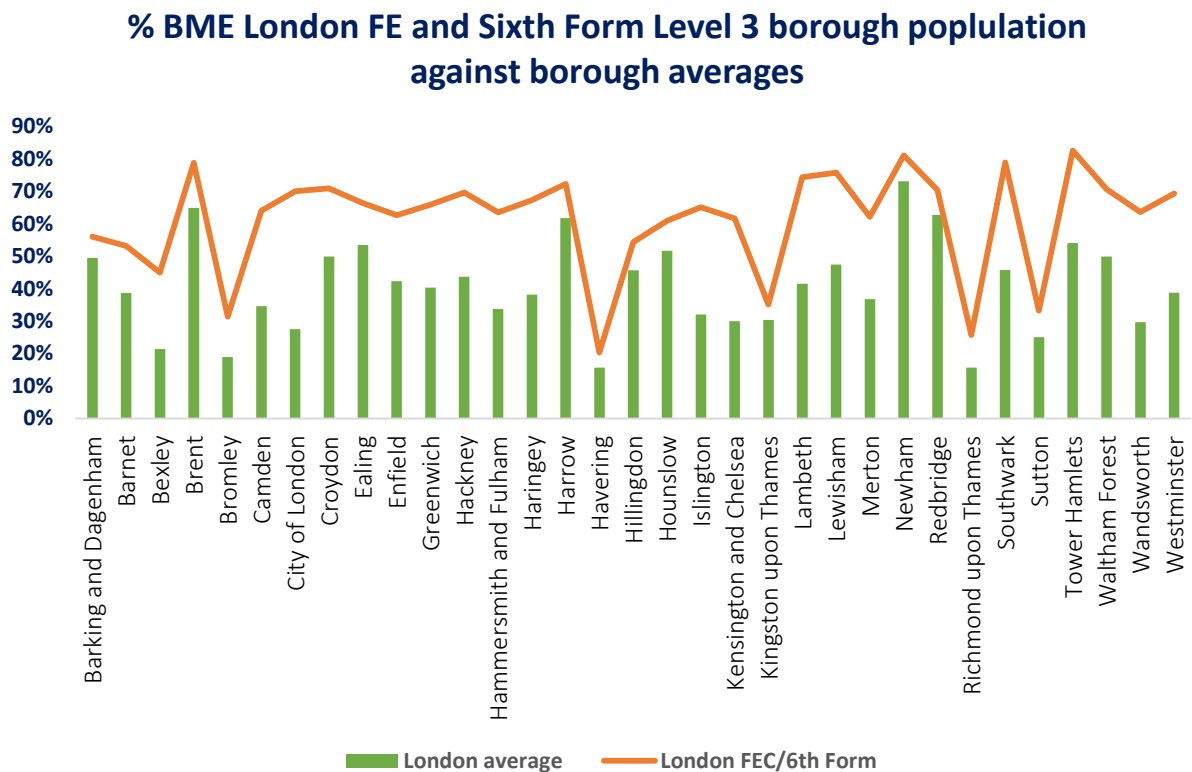 % BME London FE and Sixth Form Level 3 borough poplulation
against borough averages
90%
80%
70%
60%
50%
40%
30%
20%
10%
0%
Barking and Dagenham
Barnet
Bexley
Brent
Bromley
Camden
City of London
Croydon
Ealing
Enfield
Greenwich
Hackney
Hammersmith and Fulham
Haringey
Harrow
Havering
Hillingdon
Hounslow
Islington
Kensington and Chelsea
Kingston upon Thames
Lambeth
Lewisham
Merton
Newham
Redbridge
Richmond upon Thames
Southwark
Sutton
Tower Hamlets
Waltham Forest
Wandsworth
Westminster
London average
London FEC/6th Form